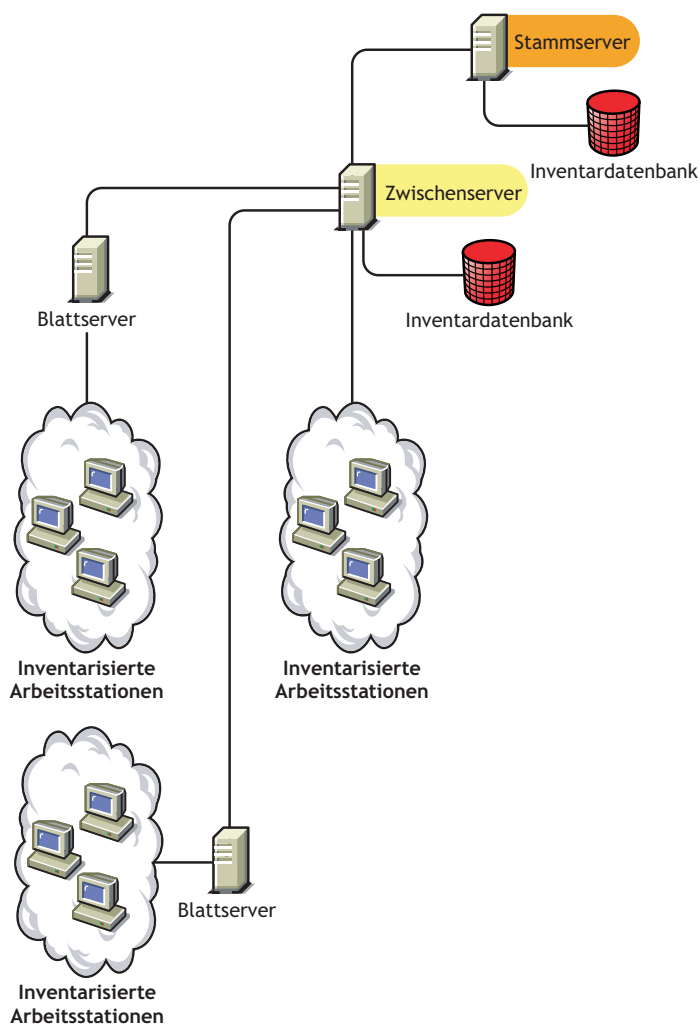 Stammserver
Inventardatenbank
Zwischenserver
Inventardatenbank
Blattserver
Inventarisierte
Arbeitsstationen
Inventarisierte
Arbeitsstationen
Blattserver
Inventarisierte
Arbeitsstationen